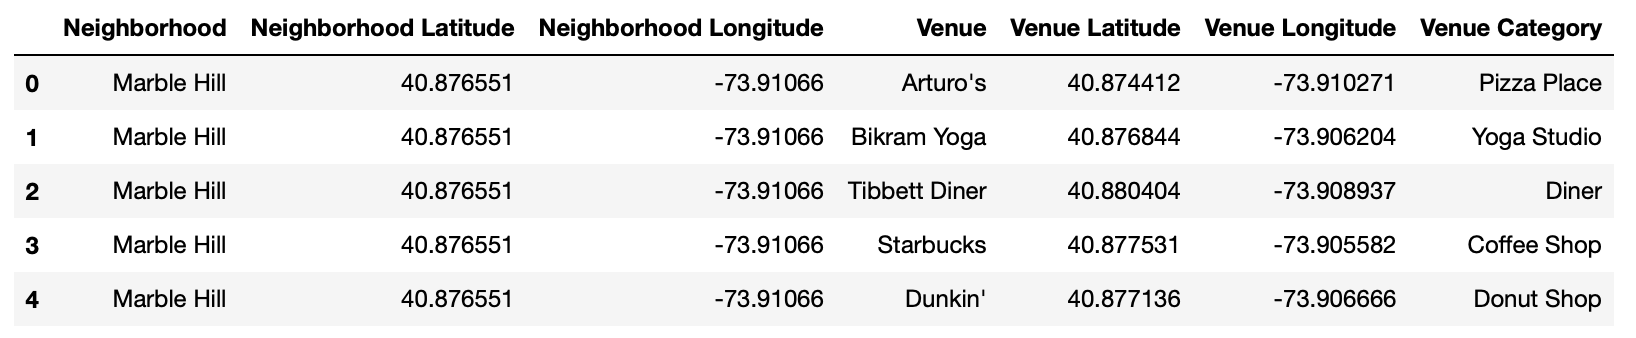 Neighborhood Neighborhood Latitude Neighborhood Longitude Venue Venue Latitude Venue Longitude Venue Category
0 Marble Hill 40.876551 -73.91066 Arturo's 40.874412 -73.910271 Pizza Place
1 Marble Hill 40.876551 -73.91066 Bikram Yoga 40.876844 -73.906204 Yoga Studio
2 Marble Hill 40.876551 -73.91066 Tibbett Diner 40.880404 -73.908937 Diner
3 Marble Hill 40.876551 -73.91066 Starbucks 40.877531 -73.905582 Coffee Shop
4 Marble Hill 40.876551 -73.91066 Dunkin' 40.877136 -73.906666 Donut Shop